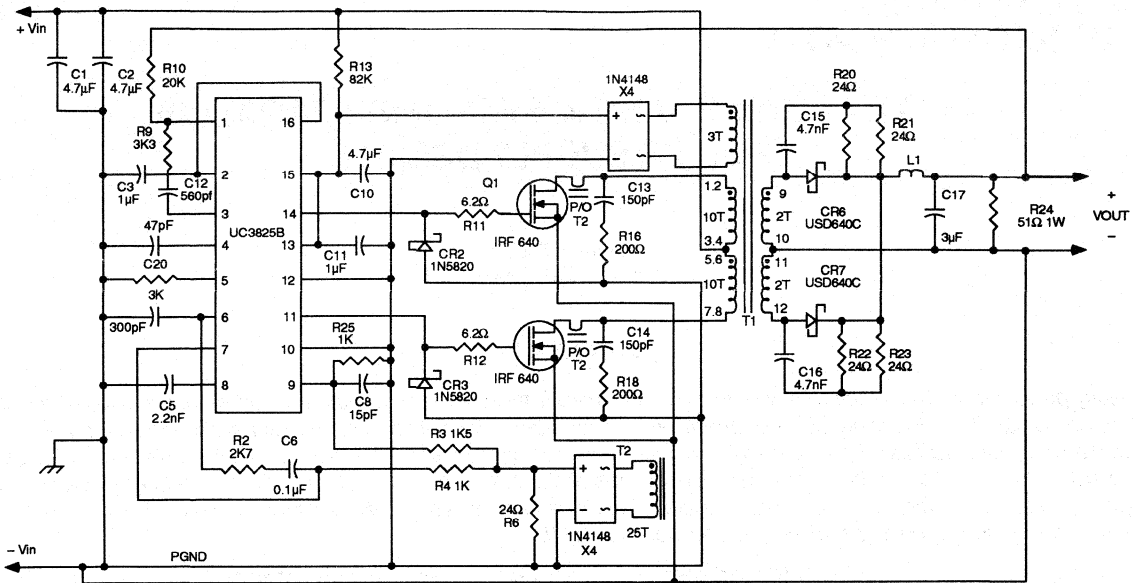 + Vin
C1
4.7µF
C2
4.7µF
R10
20K
R13
82K
1N4148
X4
R20
24Ω
C15
4.7nF
R21
24Ω
R9
3K3
1
16
+
~
−
~
3T
L1
C3
1µF
2
C12
560pf
15
4.7µF
C10
Q1
1.2
9
C17
3µF
R24
51Ω 1W
+
VOUT
−
3
14
6.2Ω
R11
P/O
T2
C13
150pF
10T
2T
CR6
USD640C
47pF
4
UC3825B
13
IRF 640
R16
200Ω
3.4
10
C20
C11
1µF
CR2
1N5820
5.6
11
CR7
USD640C
3K
5
12
10T
2T
300pF
6
11
7.8
12
T1
R25
1K
6.2Ω
R12
P/O
T2
C14
150pF
7
10
IRF 640
R22
24Ω
R23
24Ω
8
9
C5
2.2nF
C8
15pF
CR3
1N5820
R18
200Ω
C16
4.7nF
R2
2K7
C6
0.1µF
R3 1K5
R4 1K
T2
+
~
−
~
24Ω
R6
25T
1N4148
X4
− Vin
PGND